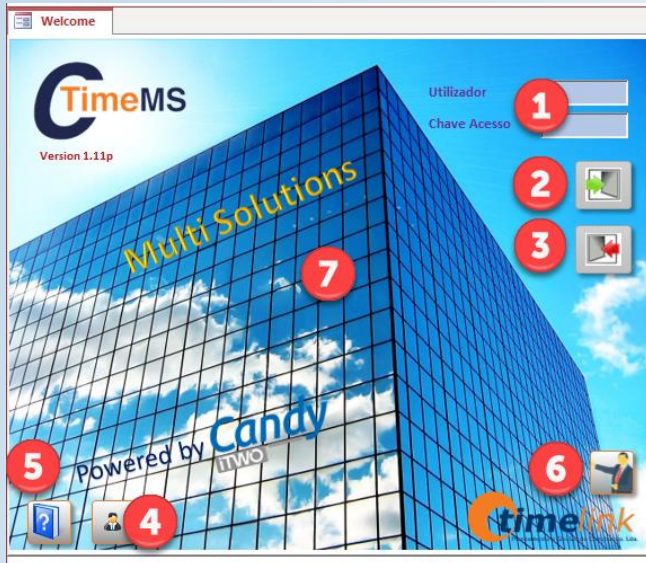 Welcome
CTimeMS
Version 1.11p
Utilizador
Chave Acesso
1
2
3
Multi Solutions
7
Powered by Candy
iTWO
5
?
4
6
timelink